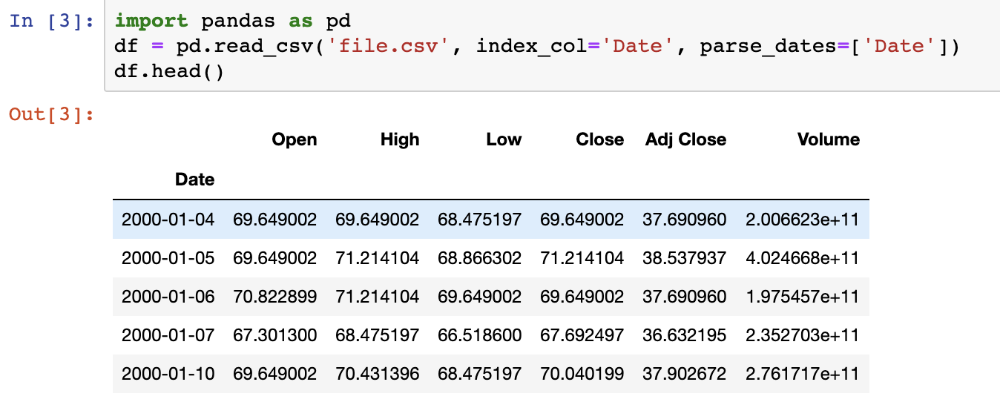 In [3]: import pandas as pd
df = pd.read_csv('file.csv', index_col='Date', parse_dates=['Date'])
df.head()
Out[3]:
Open High Low Close Adj Close Volume
Date
2000-01-04 69.649002 69.649002 68.475197 69.649002 37.690960 2.006623e+11
2000-01-05 69.649002 71.214104 68.866302 71.214104 38.537937 4.024668e+11
2000-01-06 70.822899 71.214104 69.649002 69.649002 37.690960 1.975457e+11
2000-01-07 67.301300 68.475197 66.518600 67.692497 36.632195 2.352703e+11
2000-01-10 69.649002 70.431396 68.475197 70.040199 37.902672 2.761717e+11